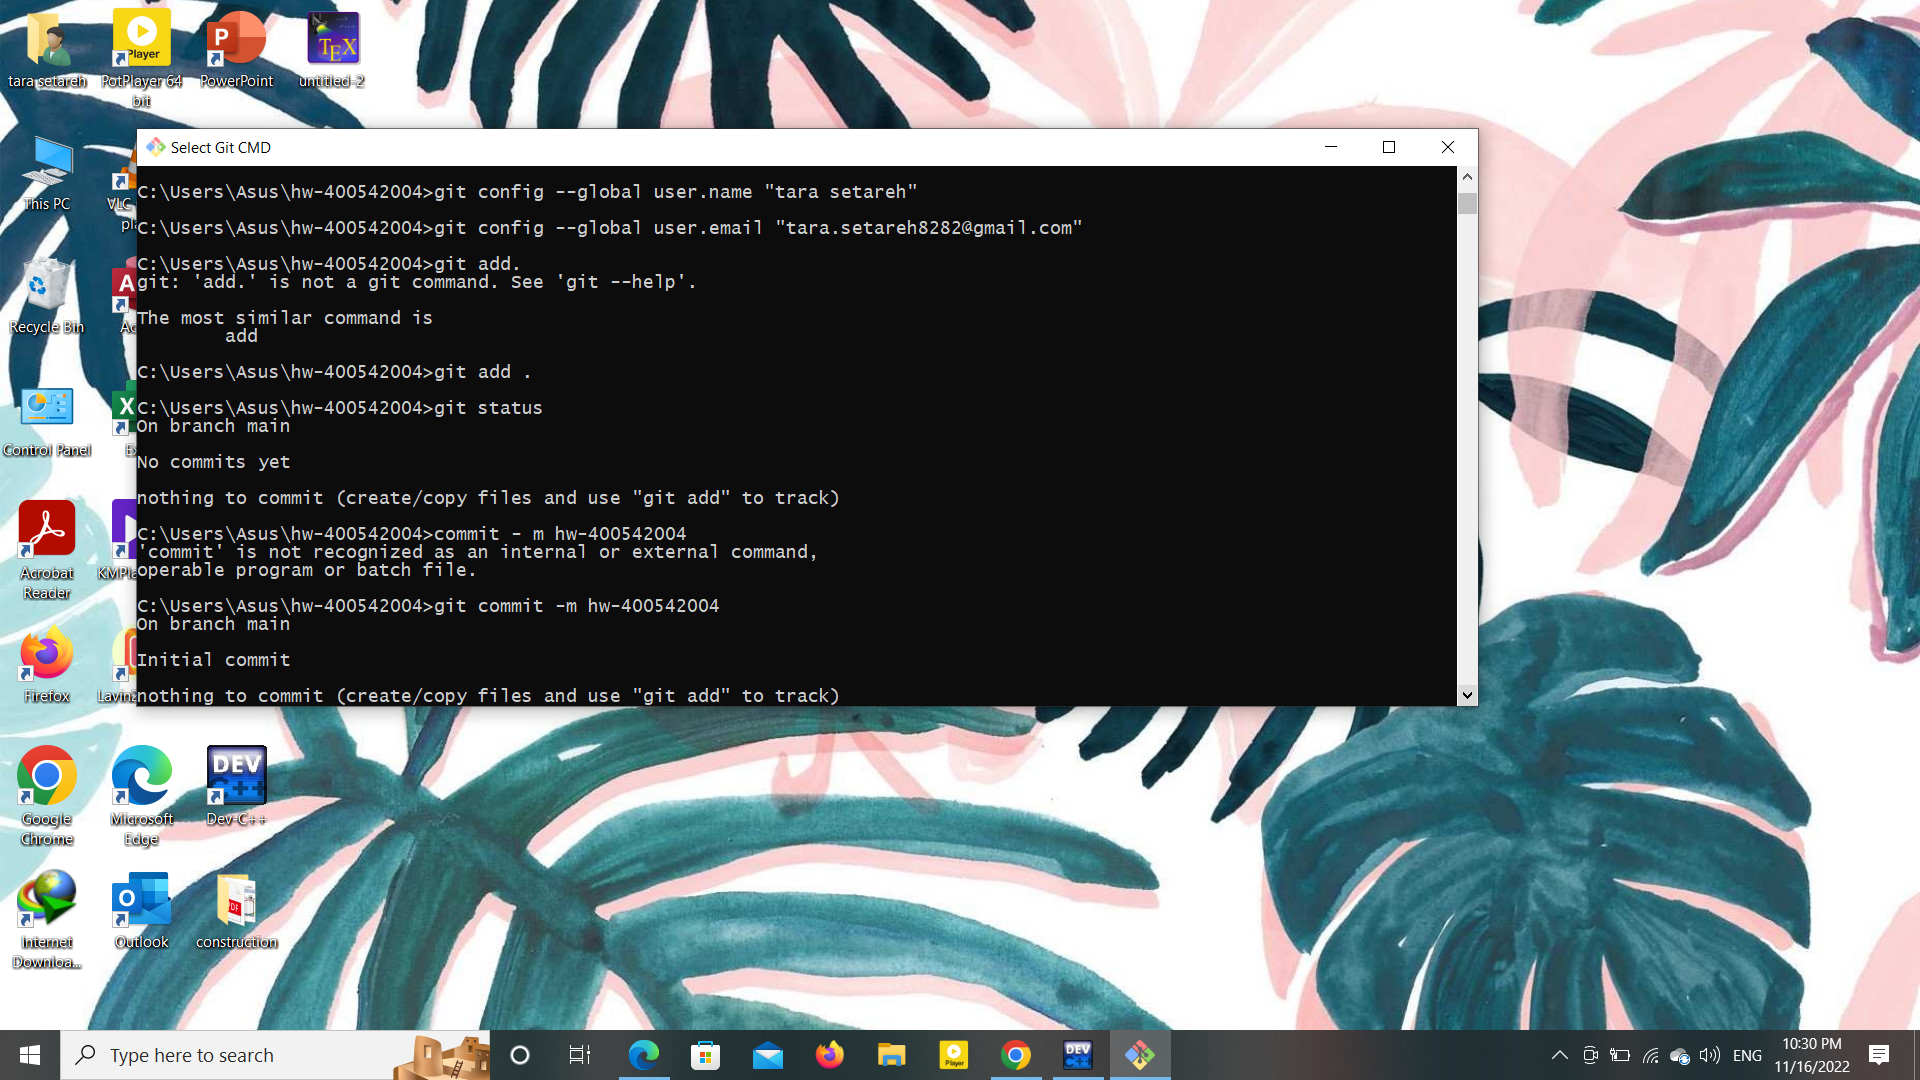 tara setareh
PotPlayer 64
bit
PowerPoint
untitled-2
Player
P
TEX
This PC
VLC
pla
Recycle Bin
A
Control Panel
X
Acrobat
Reader
KMPla
Firefox
Lavin2
Select Git CMD
C:\Users\Asus\hw-400542004>git config --global user.name "tara setareh"
C:\Users\Asus\hw-400542004>git config --global user.email "tara.setareh8282@gmail.com"
C:\Users\Asus\hw-400542004>git add.
git: 'add.' is not a git command. See 'git --help'.
The most similar command is
add
C:\Users\Asus\hw-400542004>git add .
C:\Users\Asus\hw-400542004>git status
On branch main
No commits yet
nothing to commit (create/copy files and use "git add" to track)
C:\Users\Asus\hw-400542004>commit - m hw-400542004
'commit' is not recognized as an internal or external command,
operable program or batch file.
C:\Users\Asus\hw-400542004>git commit -m hw-400542004
On branch main
Initial commit
nothing to commit (create/copy files and use "git add" to track)
DEV
C++
Google
Chrome
Microsoft
Edge
Dev-C++
O
Internet
Downloa...
Outlook
PDF
construction
Type here to search
Player
DEV
ENG
10:30 PM
11/16/2022